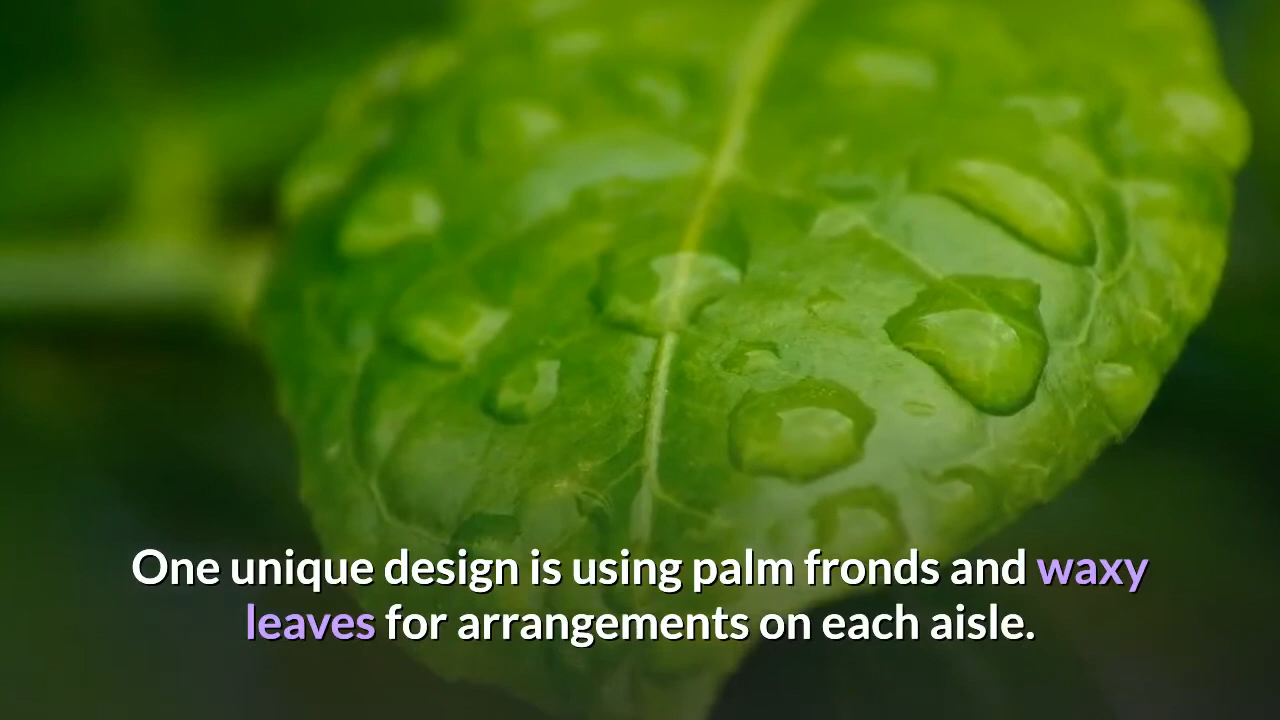 One unique design is using palm fronds and waxy
leaves for arrangements on each aisle.